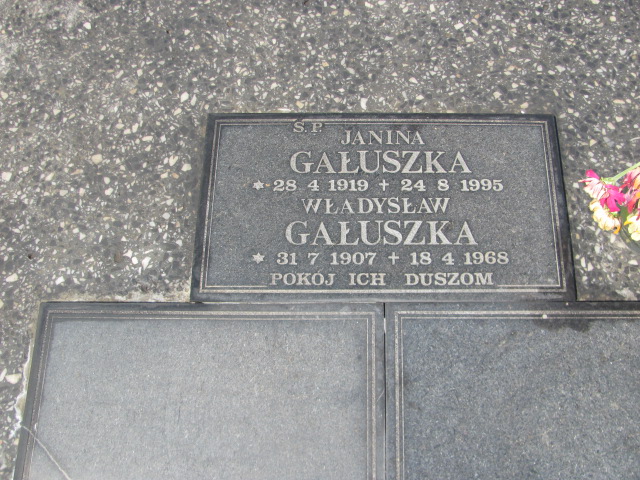 Ś.P.
JANINA
GAŁUSZKA
* 28 4 1919 + 24 8 1995
WŁADYSŁAW
GAŁUSZKA
* 31 7 1907 + 18 4 1968
POKÓJ ICH DUSZOM